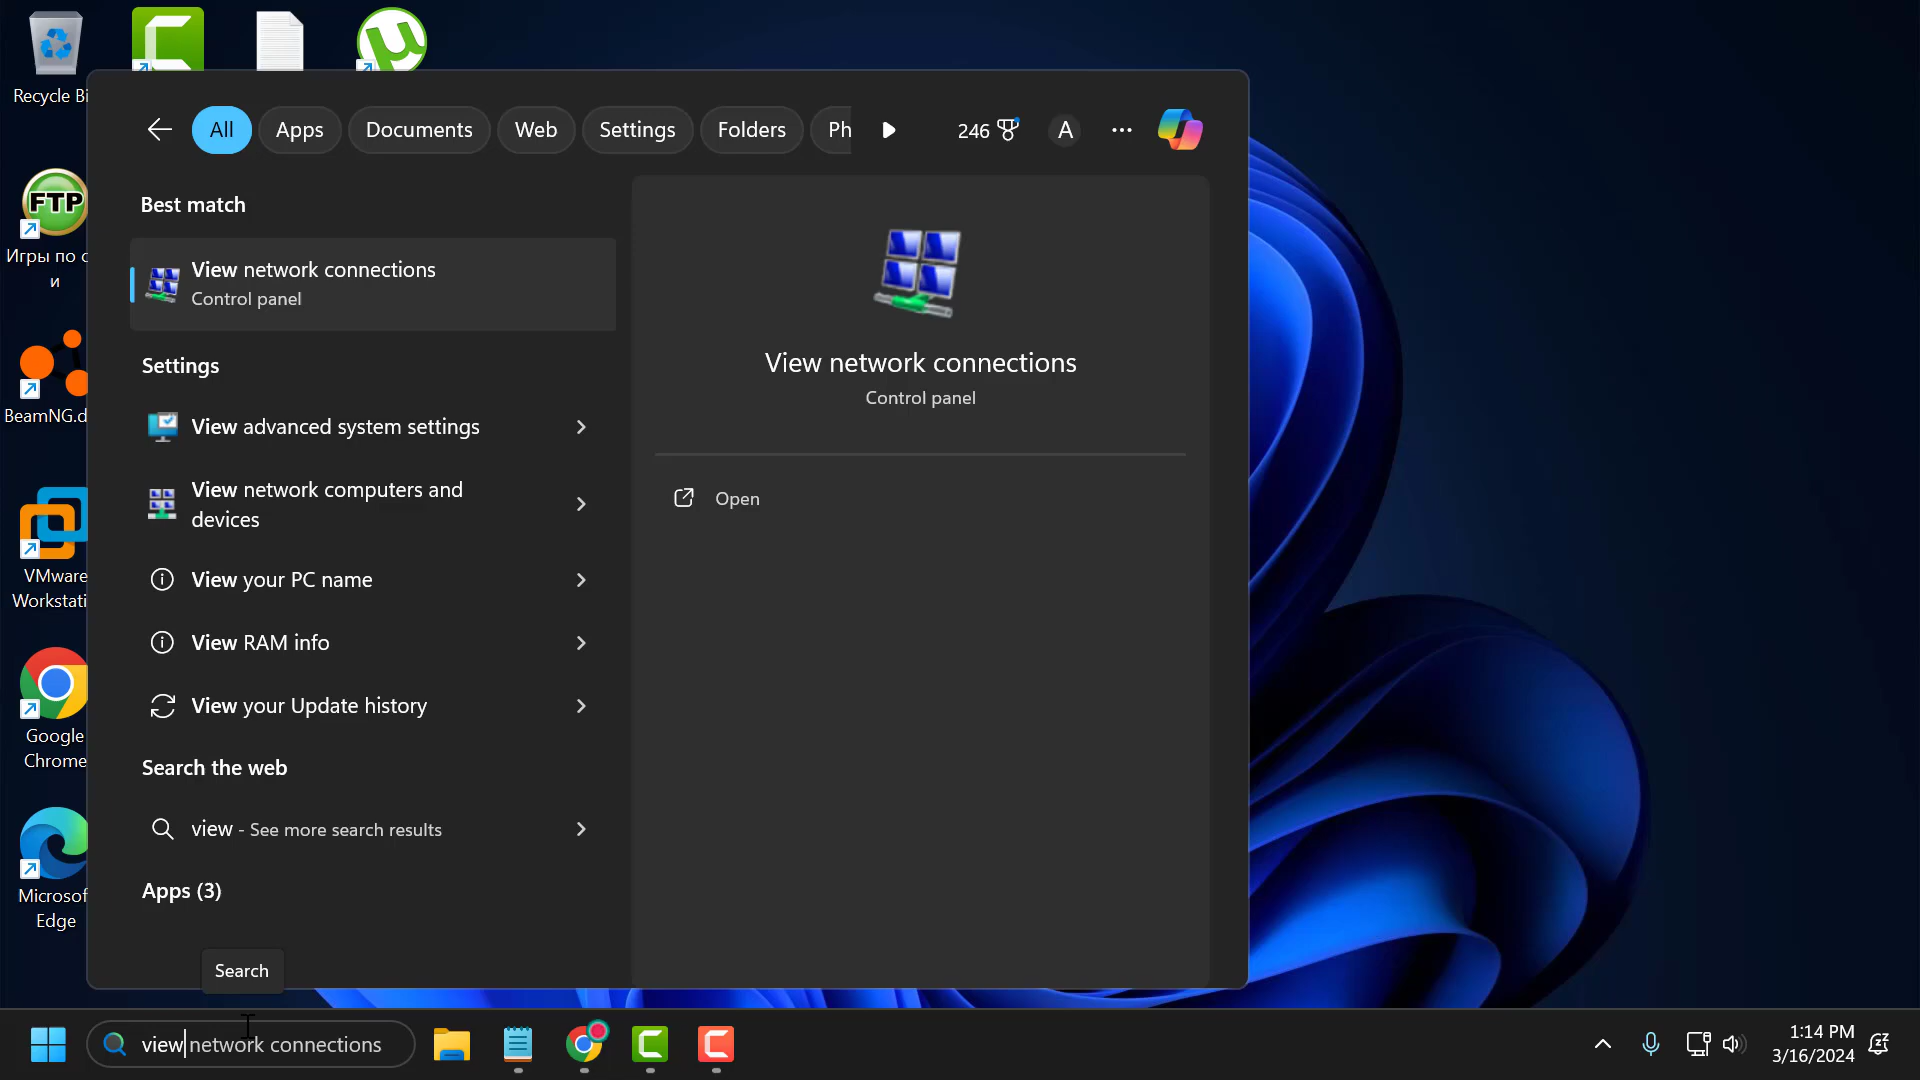 Recycle Bi
FTP
Игры по с
и
BeamNG.d
VMware
Workstati
Google
Chrome
Microsof
Edge
All
Apps
Documents
Web
Settings
Folders
Ph
246
A
Best match
View network connections
Control panel
Settings
View advanced system settings
View network computers and
devices
View your PC name
View RAM info
View your Update history
Search the web
view - See more search results
Apps (3)
View network connections
Control panel
Open
Search
view network connections
1:14 PM
3/16/2024